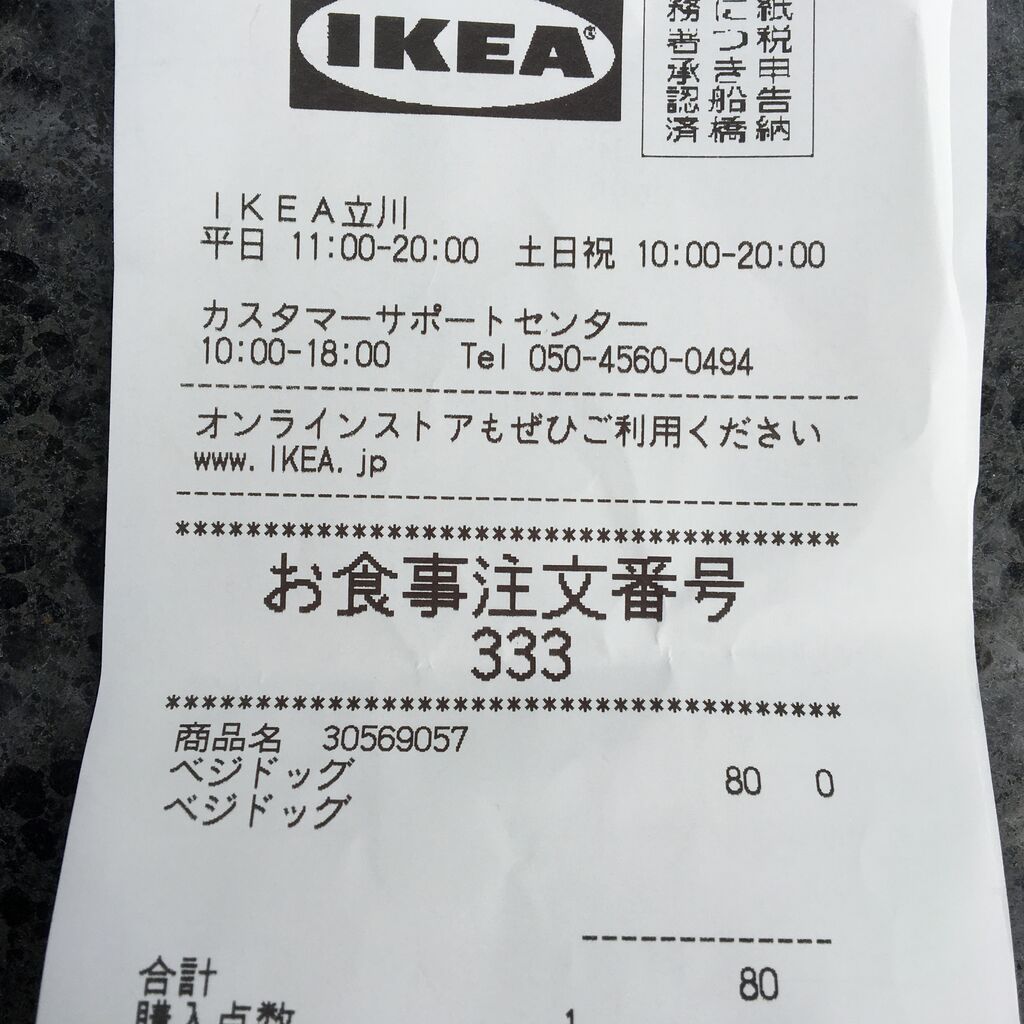 IKEA®
紙税申告納
につき船橋
務署承認済
IKEA立川
平日 11:00-20:00 土日祝 10:00-20:00
カスタマーサポートセンター
10:00-18:00 Tel 050-4560-0494
オンラインストアもぜひご利用ください
www.IKEA.jp
**************************************
お食事注文番号
333
**************************************
商品名 30569057
ベジドッグ 80 0
ベジドッグ
合計 80
購入点数 1